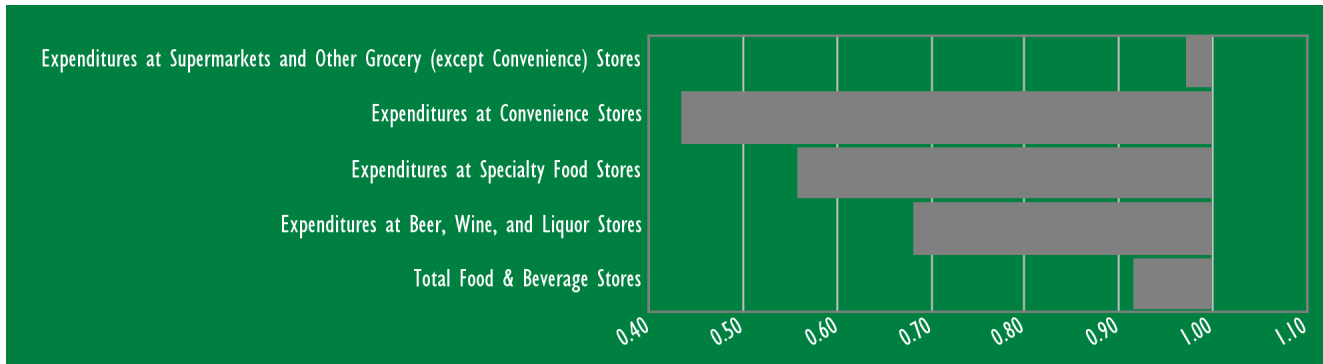 Expenditures at Supermarkets and Other Grocery (except Convenience) Stores
Expenditures at Convenience Stores
Expenditures at Specialty Food Stores
Expenditures at Beer, Wine, and Liquor Stores
Total Food & Beverage Stores
0.40 0.50 0.60 0.70 0.80 0.90 1.00 1.10